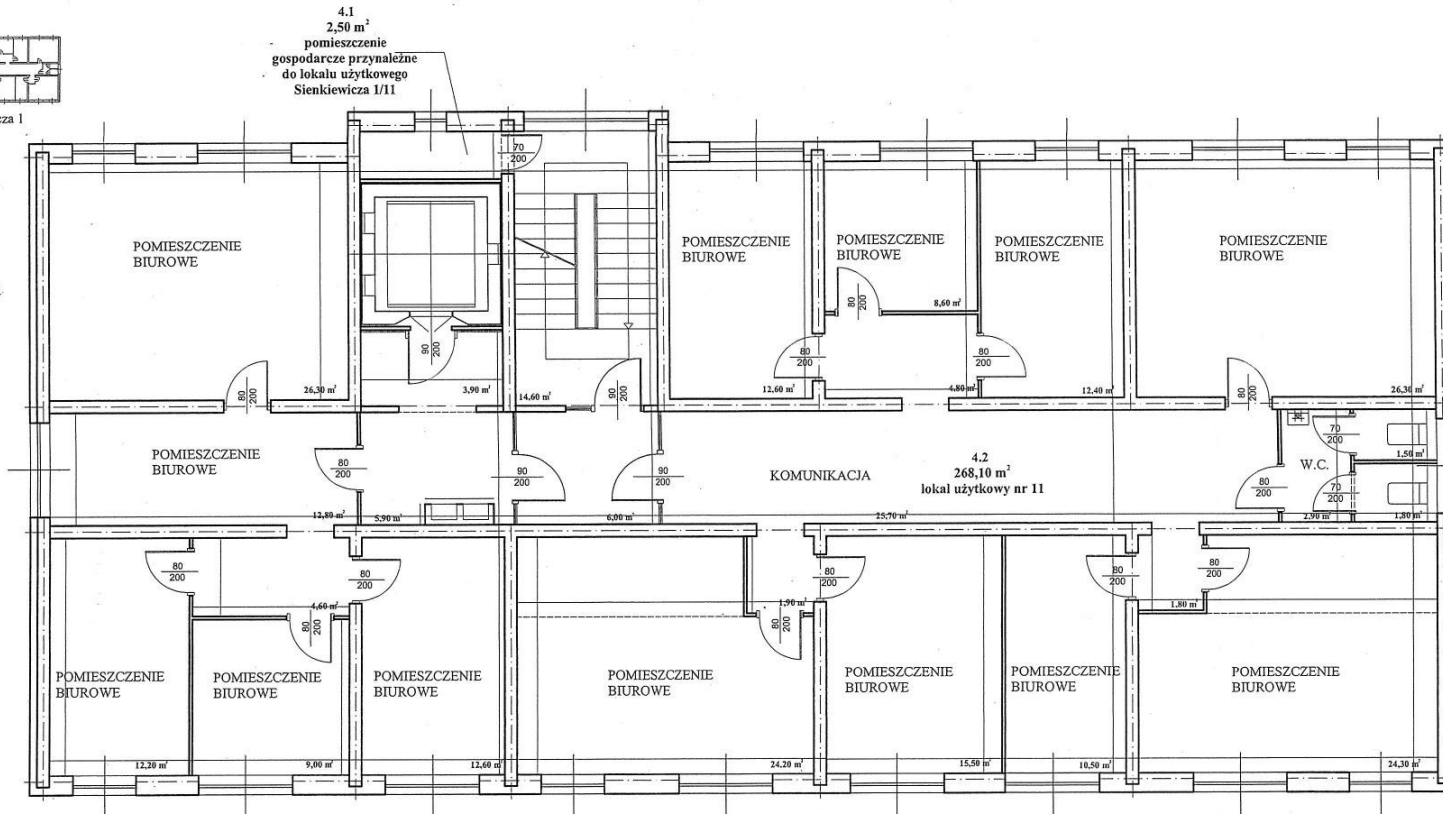 4.1
2,50 m²
pomieszczenie
gospodarcze przynależne
do lokalu użytkowego
Sienkiewicza 1/11
cza 1
70
200
POMIESZCZENIE
BIUROWE
26,30 m²
80
200
90
200
3,90 m²
14,60 m²
90
200
POMIESZCZENIE
BIUROWE
12,60 m²
80
200
POMIESZCZENIE
BIUROWE
8,60 m²
80
200
4,80 m²
80
200
POMIESZCZENIE
BIUROWE
12,40 m²
POMIESZCZENIE
BIUROWE
26,30 m²
80
200
POMIESZCZENIE
BIUROWE
12,80 m²
80
200
5,90 m²
90
200
6,00 m²
90
200
KOMUNIKACJA
25,70 m²
4.2
268,10 m²
lokal użytkowy nr 11
80
200
W.C.
2,90 m²
70
200
1,50 m²
70
200
1,80 m²
80
200
4,60 m²
80
200
80
200
1,90 m²
80
200
80
200
80
200
1,80 m²
80
200
POMIESZCZENIE
BIUROWE
12,20 m²
POMIESZCZENIE
BIUROWE
9,00 m²
POMIESZCZENIE
BIUROWE
12,60 m²
POMIESZCZENIE
BIUROWE
24,20 m²
POMIESZCZENIE
BIUROWE
15,50 m²
POMIESZCZENIE
BIUROWE
10,50 m²
POMIESZCZENIE
BIUROWE
24,30 m²